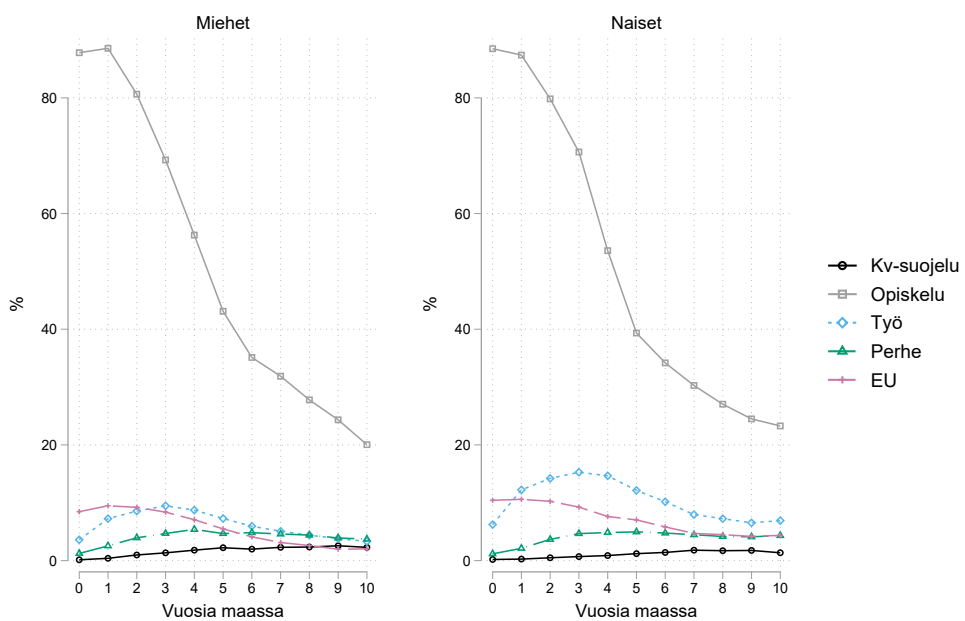 Miehet
Naiset
80
60
40
20
0
%
0 1 2 3 4 5 6 7 8 9 10
Vuosia maassa
80
60
40
20
0
%
0 1 2 3 4 5 6 7 8 9 10
Vuosia maassa
Kv-suojelu
Opiskelu
Työ
Perhe
EU